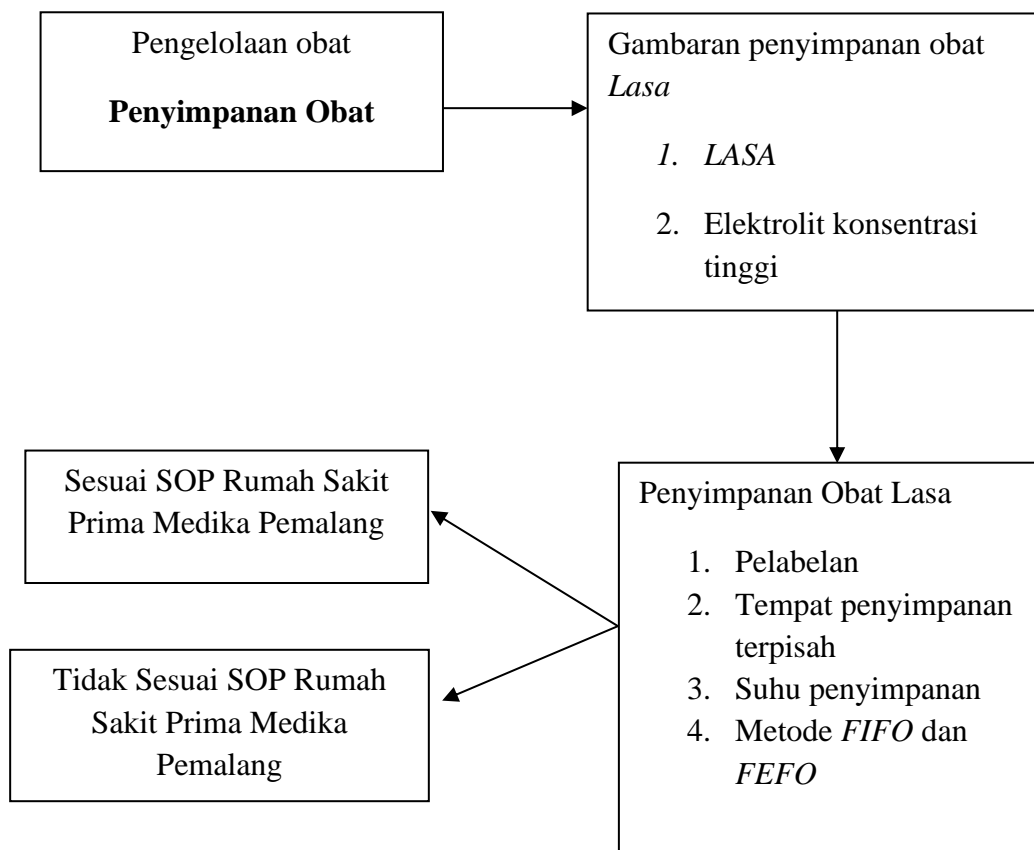 Pengelolaan obat
Penyimpanan Obat
Gambaran penyimpanan obat
Lasa
1. LASA
2. Elektrolit konsentrasi
tinggi
Sesuai SOP Rumah Sakit
Prima Medika Pemalang
Tidak Sesuai SOP Rumah
Sakit Prima Medika
Pemalang
Penyimpanan Obat Lasa
1. Pelabelan
2. Tempat penyimpanan
terpisah
3. Suhu penyimpanan
4. Metode FIFO dan
FEFO